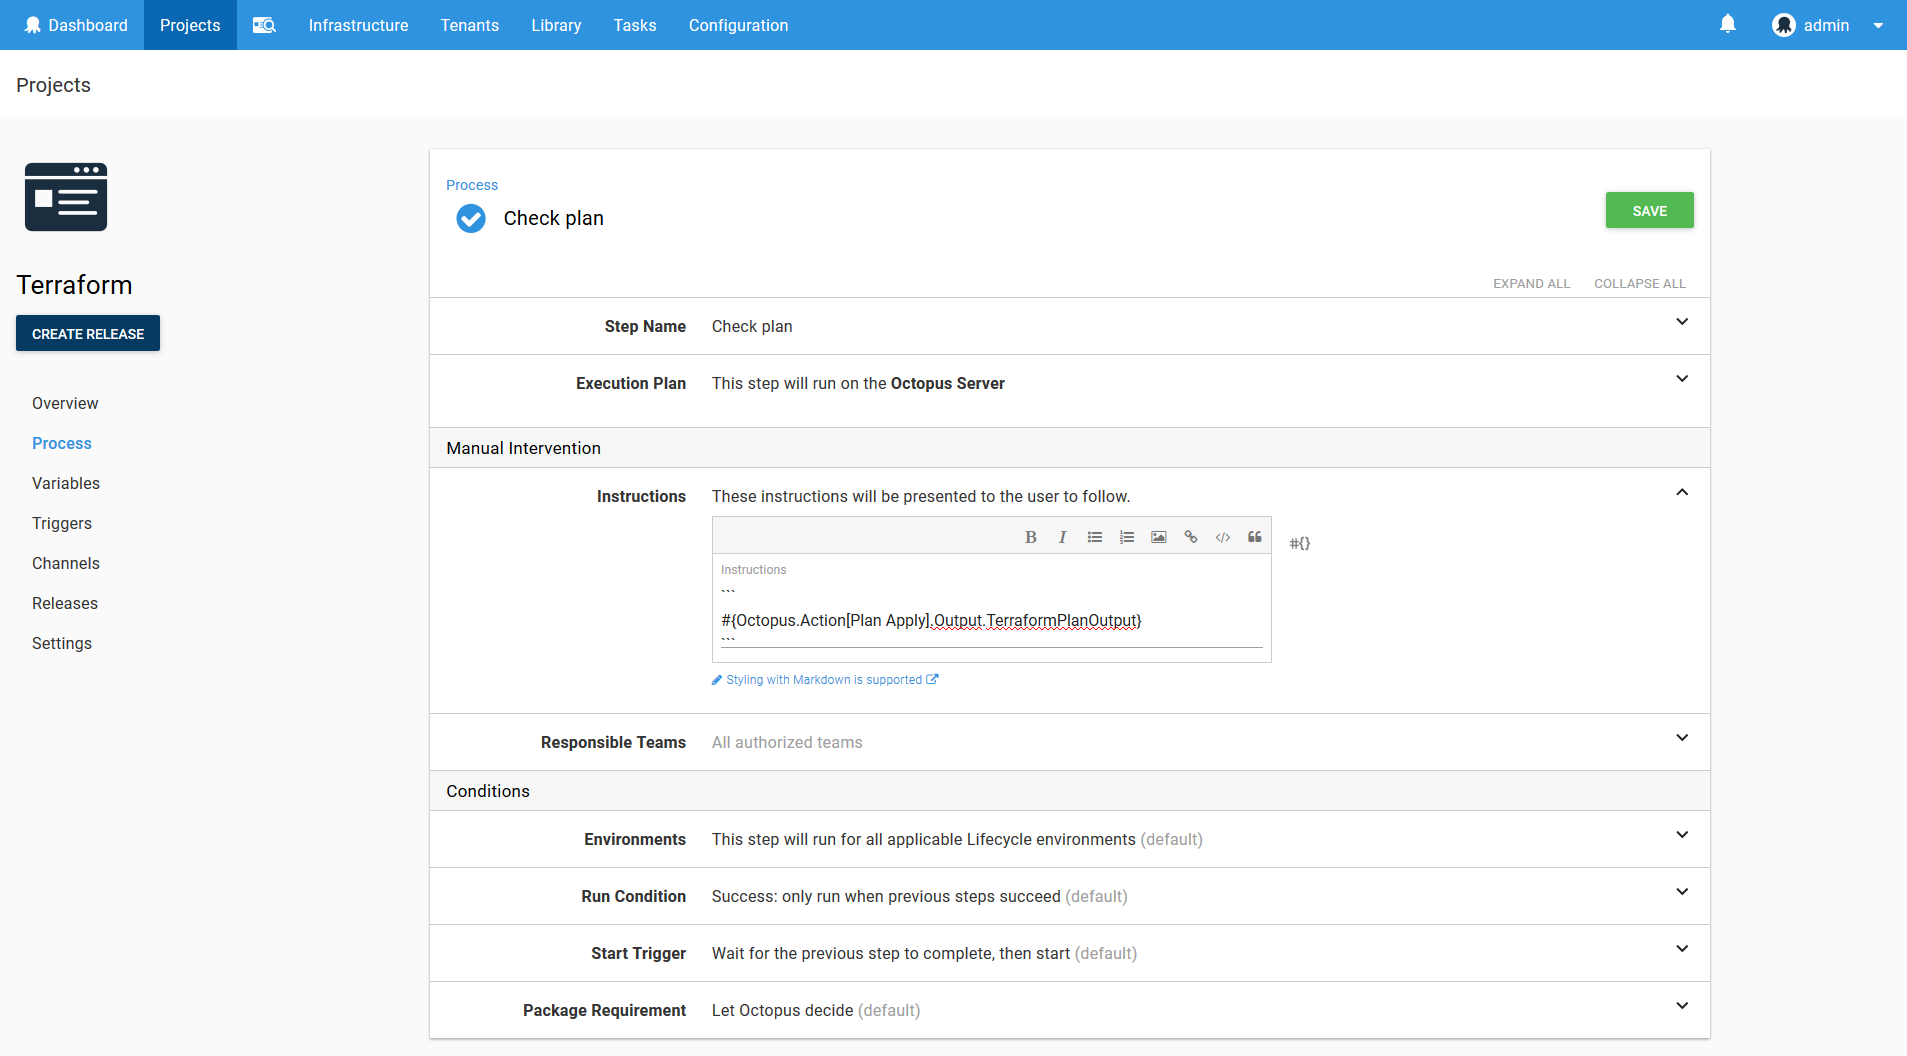 Dashboard Projects Infrastructure Tenants Library Tasks Configuration admin
Projects
Terraform
CREATE RELEASE
Overview
Process
Variables
Triggers
Channels
Releases
Settings
Process
Check plan
SAVE
EXPAND ALL COLLAPSE ALL
Step Name Check plan
Execution Plan This step will run on the Octopus Server
Manual Intervention
Instructions These instructions will be presented to the user to follow.
B I </> #{}
Instructions
```
#{Octopus.Action[Plan Apply].Output.TerraformPlanOutput}
```
Styling with Markdown is supported
Responsible Teams All authorized teams
Conditions
Environments This step will run for all applicable Lifecycle environments (default)
Run Condition Success: only run when previous steps succeed (default)
Start Trigger Wait for the previous step to complete, then start (default)
Package Requirement Let Octopus decide (default)